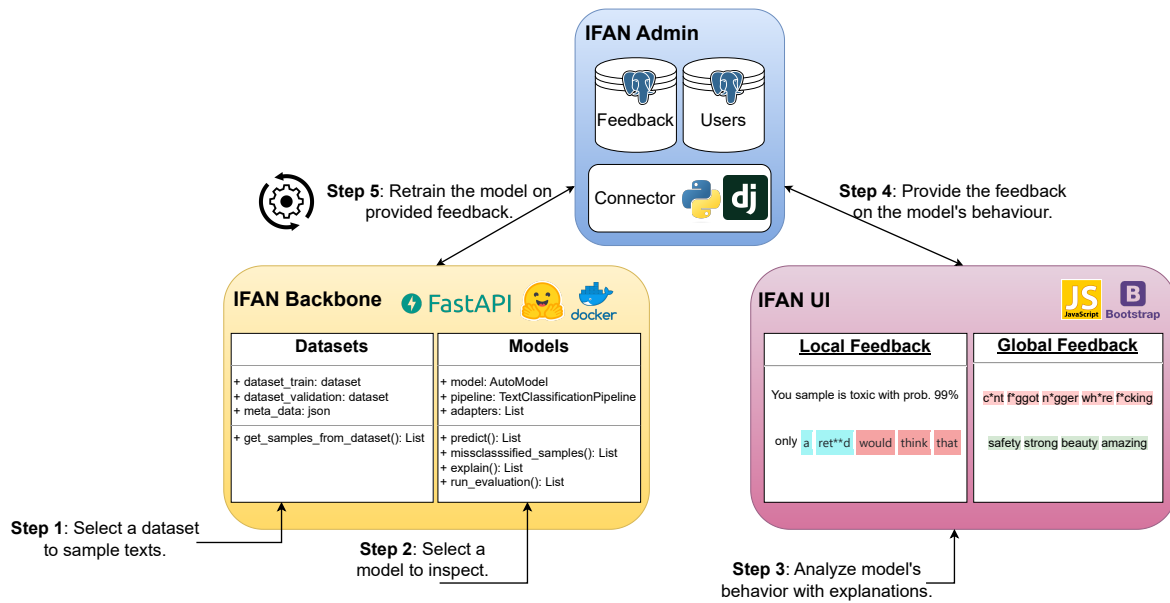 IFAN Admin
Feedback
Users
Connector
dj
Step 5: Retrain the model on
provided feedback.
Step 4: Provide the feedback
on the model's behaviour.
IFAN Backbone
FastAPI
docker
Datasets
+ dataset_train: dataset
+ dataset_validation: dataset
+ meta_data: json
+ get_samples_from_dataset(): List
Models
+ model: AutoModel
+ pipeline: TextClassificationPipeline
+ adapters: List
+ predict(): List
+ missclasssified_samples(): List
+ explain(): List
+ run_evaluation(): List
IFAN UI
JS
JavaScript
B
Bootstrap
Local Feedback
You sample is toxic with prob. 99%
only a ret**d would think that
Global Feedback
c*nt f*ggot n*gger wh*re f*cking
safety strong beauty amazing
Step 1: Select a dataset
to sample texts.
Step 2: Select a
model to inspect.
Step 3: Analyze model's
behavior with explanations.